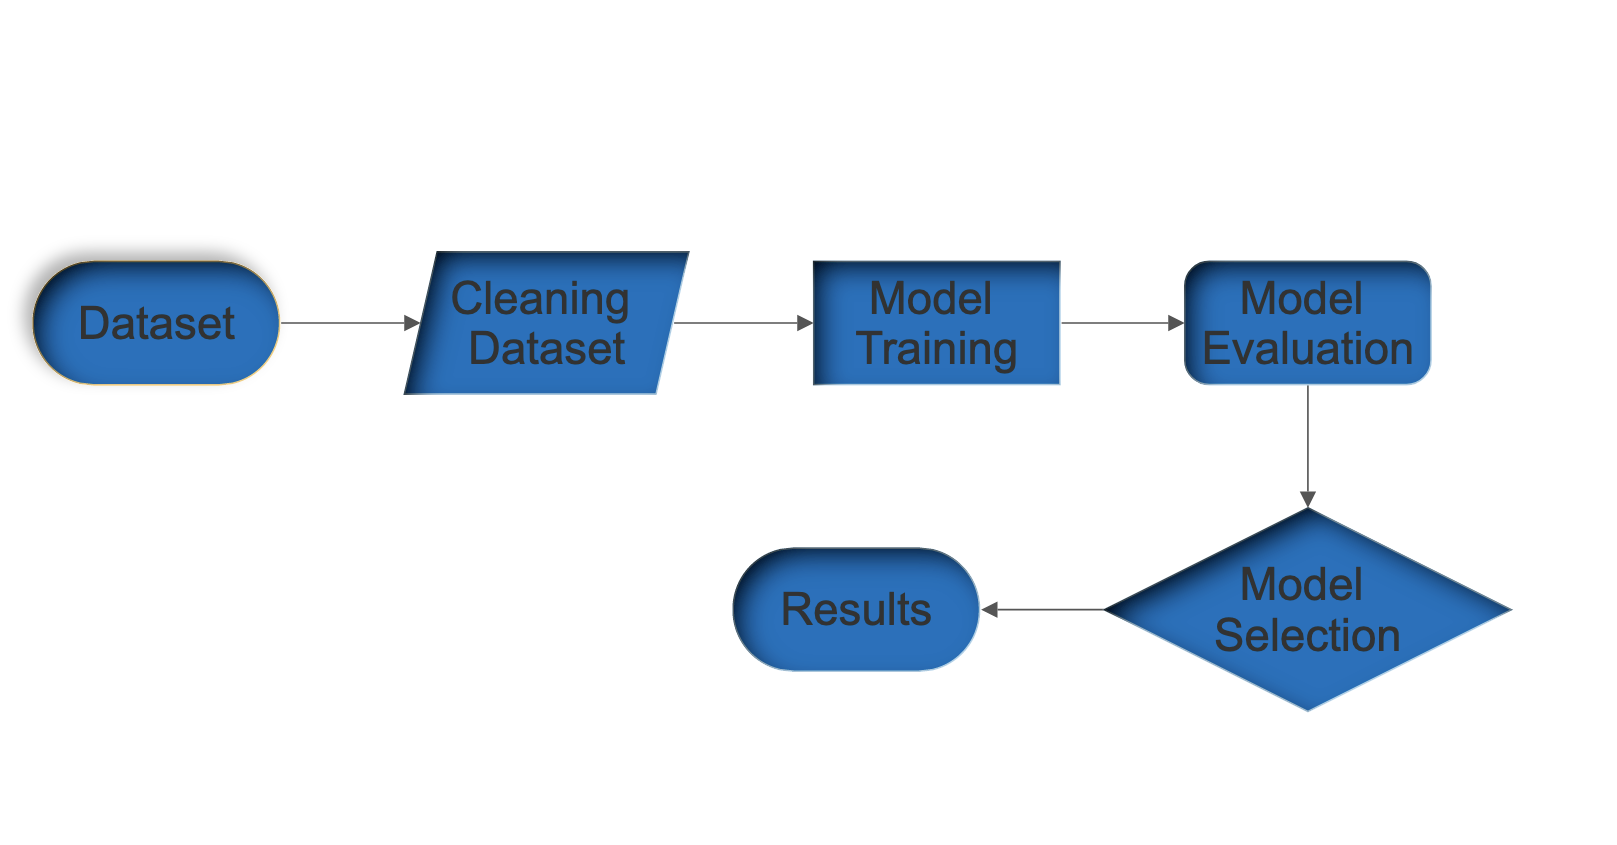 Dataset
Cleaning
Dataset
Model
Training
Model
Evaluation
Model
Selection
Results